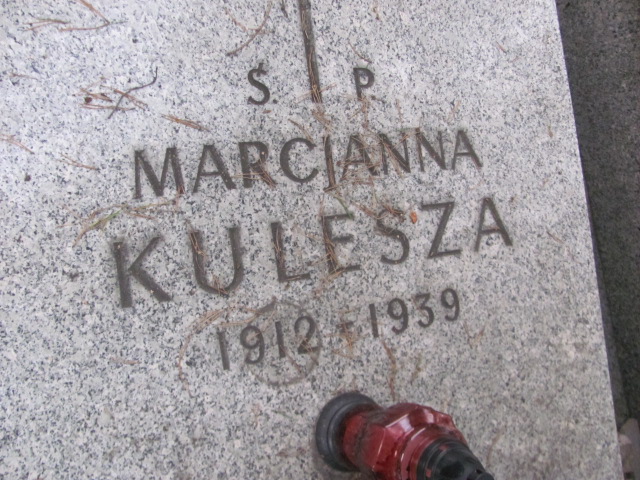 Ś. P.
MARCIANNA
KULESZA
1912 - 1939